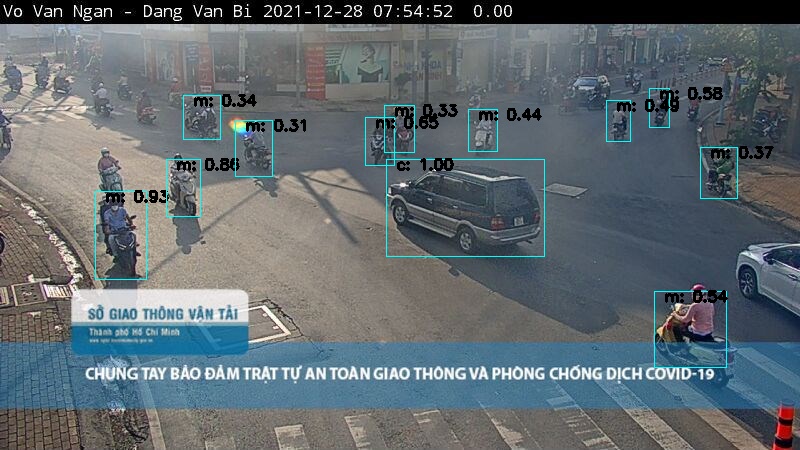 Vo Van Ngan - Dang Van Bi 2021-12-28 07:54:52 0.00
m: 0.34
m: 0.31
m: 0.33
m: 0.65
m: 0.44
m: 0.49
m: 0.58
m: 0.86
c: 1.00
m: 0.37
m: 0.93
m: 0.54
SỞ GIAO THÔNG VẬN TẢI
Thành phố Hồ Chí Minh
CHUNG TAY BẢO ĐẢM TRẬT TỰ AN TOÀN GIAO THÔNG VÀ PHÒNG CHỐNG DỊCH COVID-19